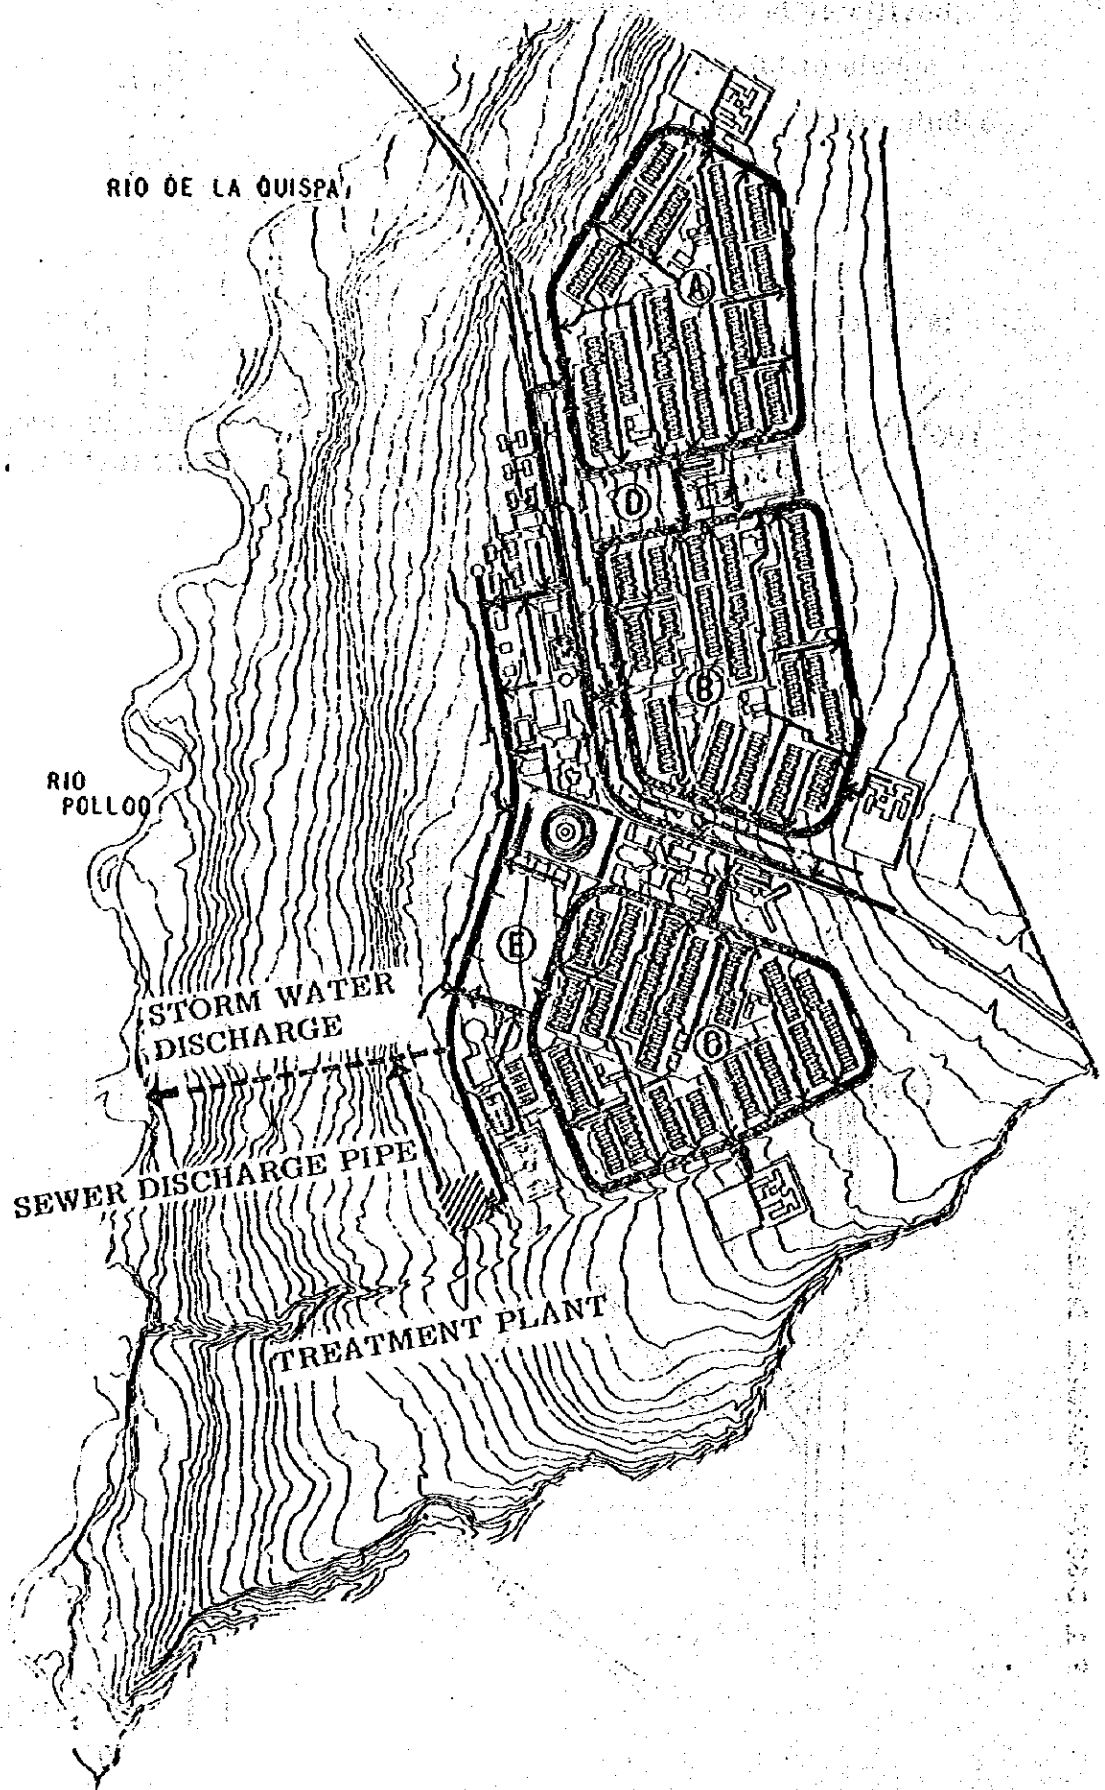 RIO DE LA QUISPA
A
D
B
RIO
POLLOO
E
STORM WATER
DISCHARGE
C
SEWER DISCHARGE PIPE
TREATMENT PLANT